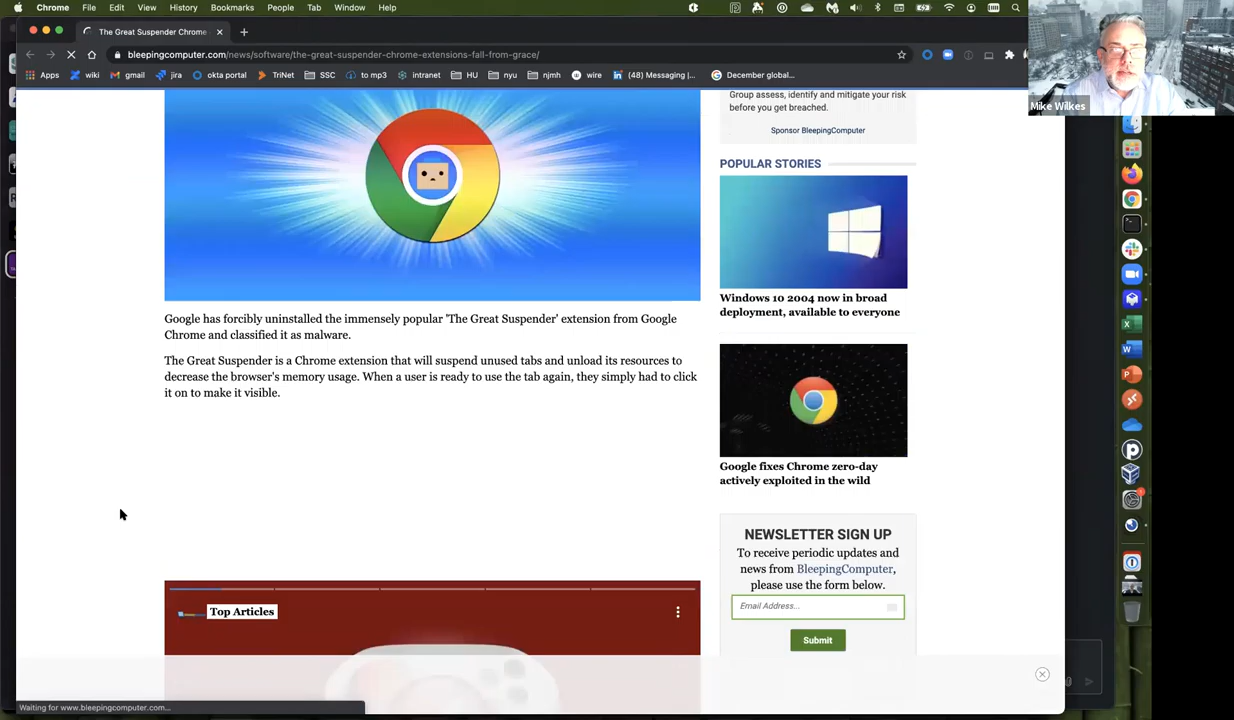 Chrome File Edit View History Bookmarks People Tab Window Help
The Great Suspender Chrome
bleepingcomputer.com/news/software/the-great-suspender-chrome-extensions-fall-from-grace/
Apps wiki gmail jira okta portal TriNet SSC to mp3 intranet HU nyu njmh wire (48) Messaging |... December global...
Mike Wilkes
Group assess, identify and mitigate your risk
before you get breached.
Sponsor BleepingComputer
POPULAR STORIES
Windows 10 2004 now in broad
deployment, available to everyone
Google fixes Chrome zero-day
actively exploited in the wild
Google has forcibly uninstalled the immensely popular 'The Great Suspender' extension from Google
Chrome and classified it as malware.
The Great Suspender is a Chrome extension that will suspend unused tabs and unload its resources to
decrease the browser's memory usage. When a user is ready to use the tab again, they simply had to click
it on to make it visible.
NEWSLETTER SIGN UP
To receive periodic updates and
news from BleepingComputer,
please use the form below.
Email Address...
Submit
Top Articles
Waiting for www.bleepingcomputer.com...